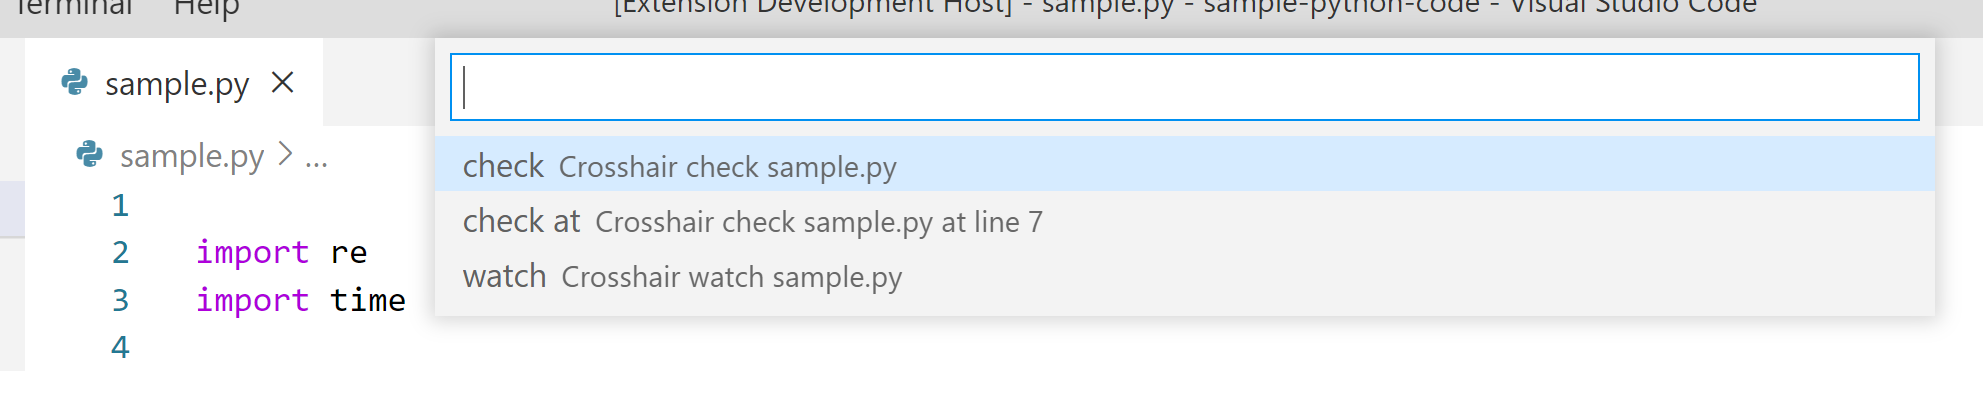 Terminal Help [Extension Development Host] - sample.py - sample-python-code - Visual Studio Code
sample.py
sample.py > ...
check Crosshair check sample.py
check at Crosshair check sample.py at line 7
watch Crosshair watch sample.py
1
2 import re
3 import time
4